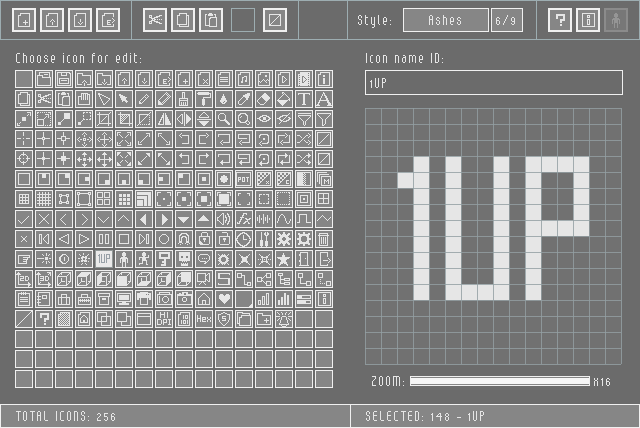 Style: Ashes 6/9
Choose icon for edit:
Icon name ID:
1UP
1UP
ZOOM: X16
TOTAL ICONS: 256
SELECTED: 148 - 1UP